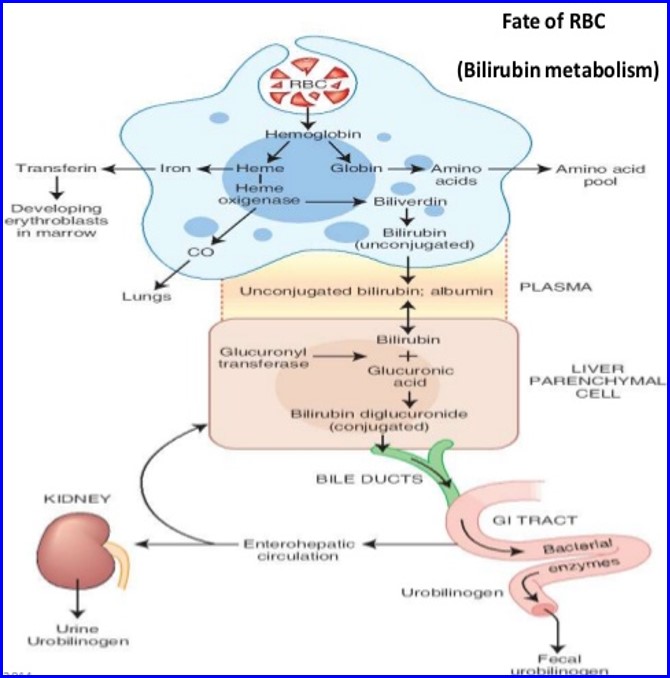 Fate of RBC
(Bilirubin metabolism)
RBC
Hemoglobin
Transferin
Iron
Heme
Globin
Amino
acids
Amino acid
pool
Heme
oxigenase
Biliverdin
Developing
erythroblasts
in marrow
Bilirubin
(unconjugated)
CO
Lungs
Unconjugated bilirubin; albumin
PLASMA
Bilirubin
+
Glucuronyl
transferase
Glucuronic
acid
LIVER
PARENCHYMAL
CELL
Bilirubin diglucuronide
(conjugated)
BILE DUCTS
KIDNEY
GI TRACT
Enterohepatic
circulation
Bacterial
enzymes
Urobilinogen
Urine
Urobilinogen
Fecal
urobilinogen